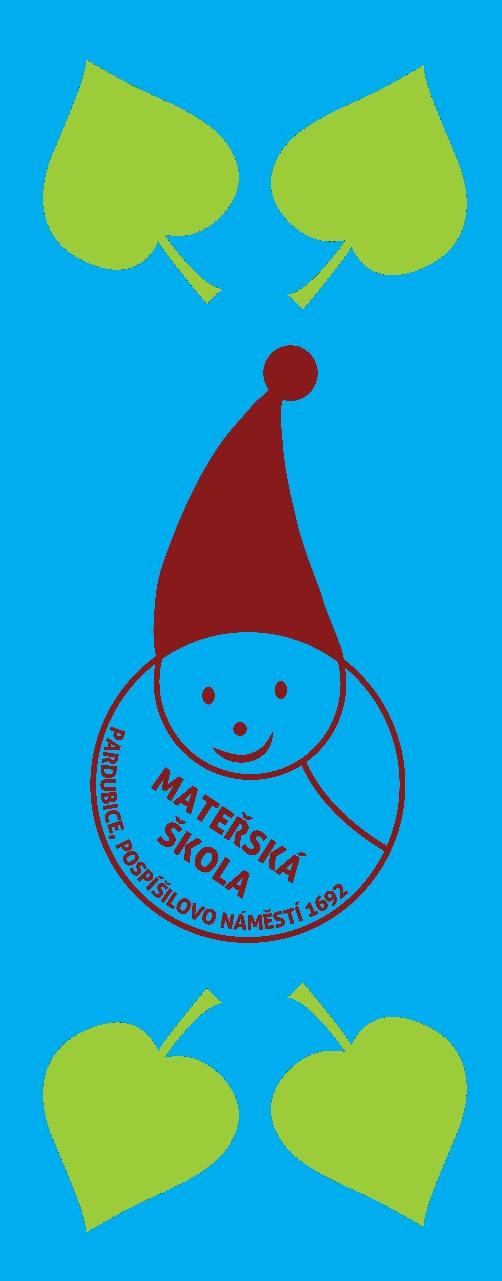 MATEŘSKÁ
ŠKOLA
PARDUBICE, POSPÍŠILOVO NÁMĚSTÍ 1692